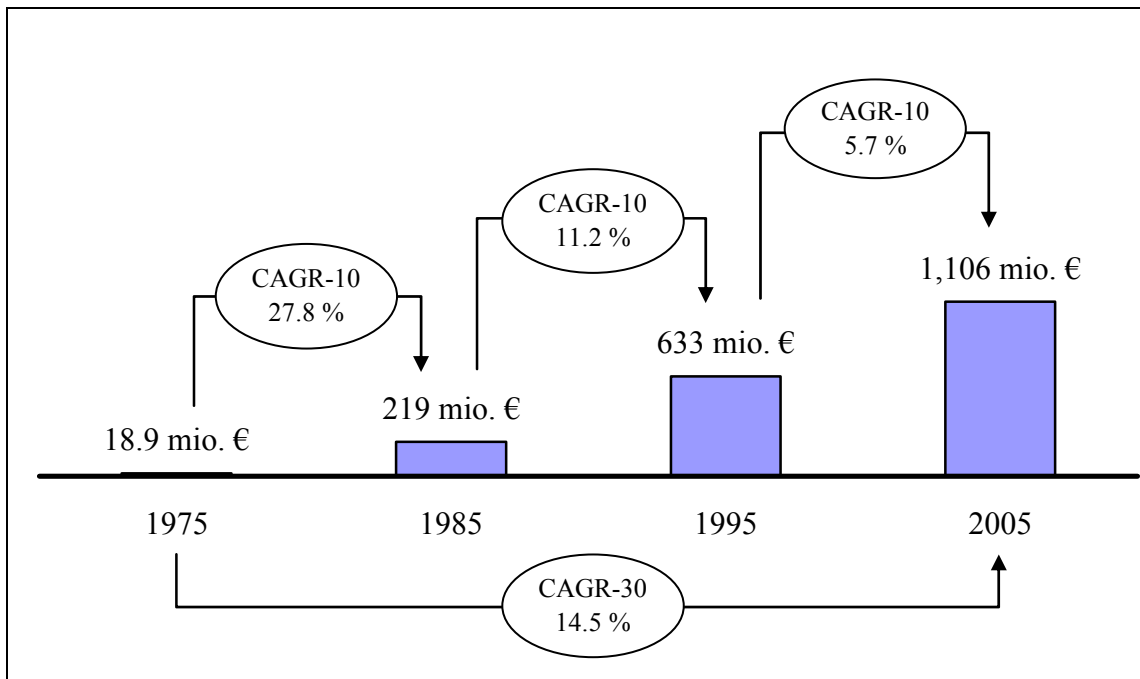 CAGR-10
5.7 %
CAGR-10
11.2 %
CAGR-10
27.8 %
1,106 mio. €
633 mio. €
219 mio. €
18.9 mio. €
1975
1985
1995
2005
CAGR-30
14.5 %